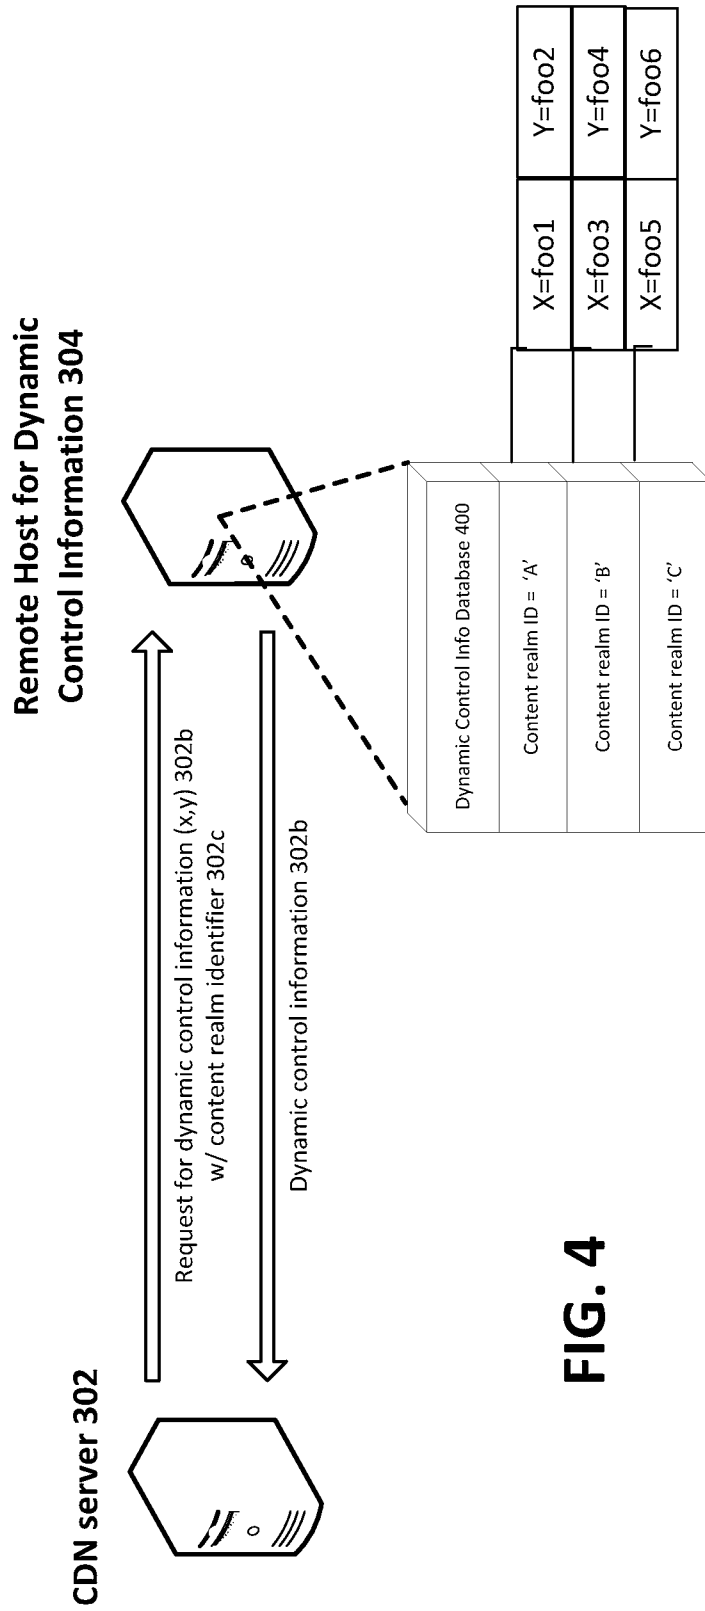 Remote Host for Dynamic
Control Information 304
CDN server 302
Request for dynamic control information (x,y) 302b
w/ content realm identifier 302c
Dynamic control information 302b
Dynamic Control Info Database 400
Content realm ID = ‘A’
X=foo1
Y=foo2
Content realm ID = ‘B’
X=foo3
Y=foo4
Content realm ID = ‘C’
X=foo5
Y=foo6
FIG. 4